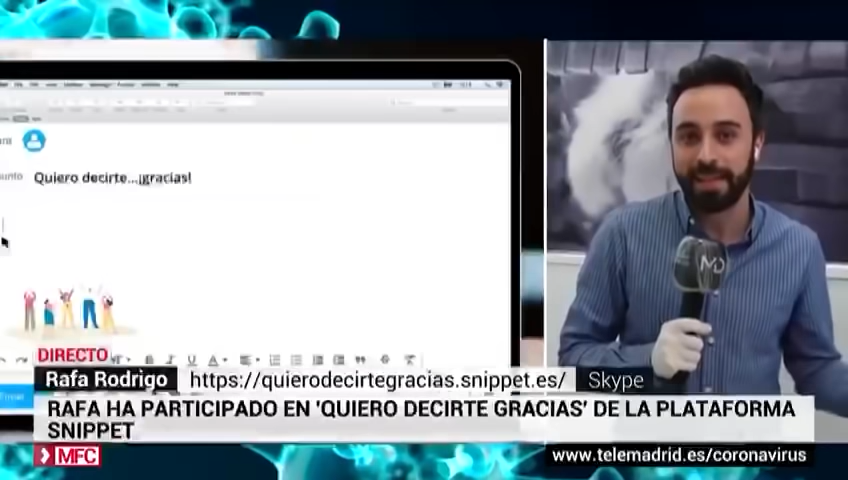 Quiero decirte...¡gracias!
MD
DIRECTO
Rafa Rodrigo https://quierodecirtegracias.snippet.es/ Skype
RAFA HA PARTICIPADO EN 'QUIERO DECIRTE GRACIAS' DE LA PLATAFORMA
SNIPPET
MFC www.telemadrid.es/coronavirus